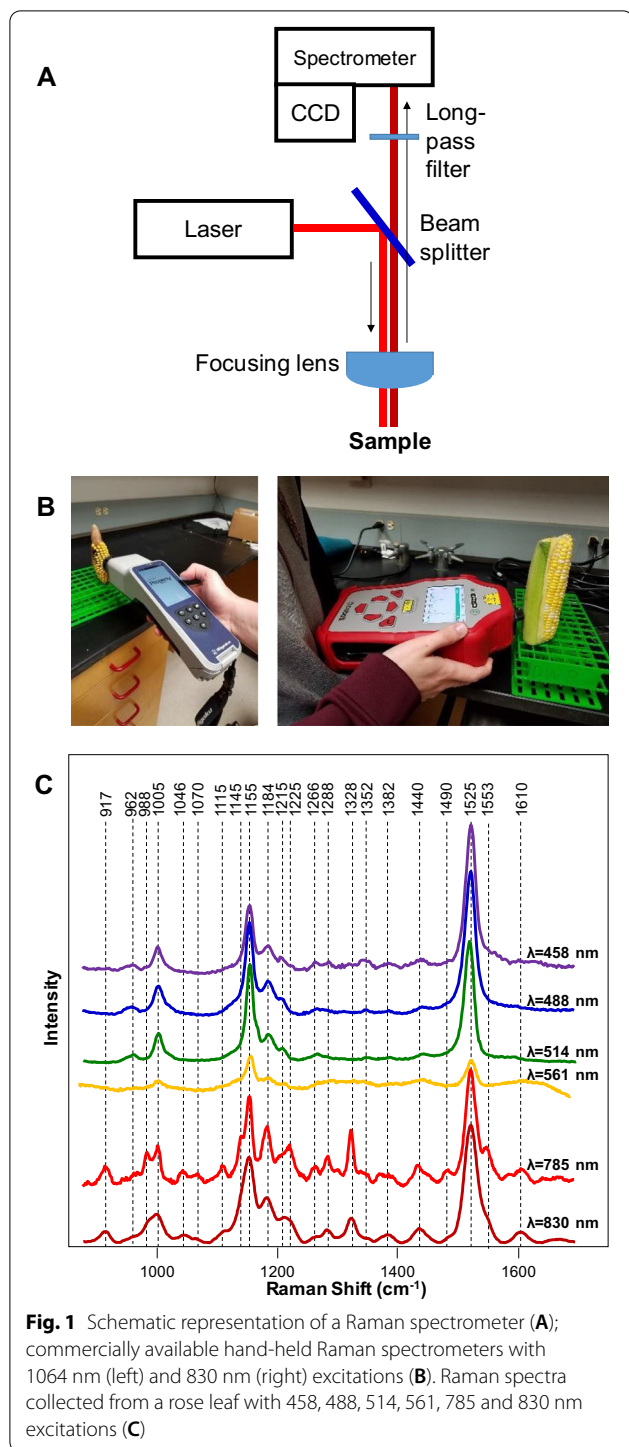 A
Spectrometer
CCD
Long-
pass
filter
Laser
Beam
splitter
Focusing lens
Sample
B
C
917
962
988
1005
1046
1070
1115
1145
1155
1184
1215
1225
1266
1288
1328
1352
1382
1440
1490
1525
1553
1610
Intensity
λ=458 nm
λ=488 nm
λ=514 nm
λ=561 nm
λ=785 nm
λ=830 nm
1000 1200 1400 1600
Raman Shift (cm⁻¹)
Fig. 1 Schematic representation of a Raman spectrometer (A);
commercially available hand-held Raman spectrometers with
1064 nm (left) and 830 nm (right) excitations (B). Raman spectra
collected from a rose leaf with 458, 488, 514, 561, 785 and 830 nm
excitations (C)